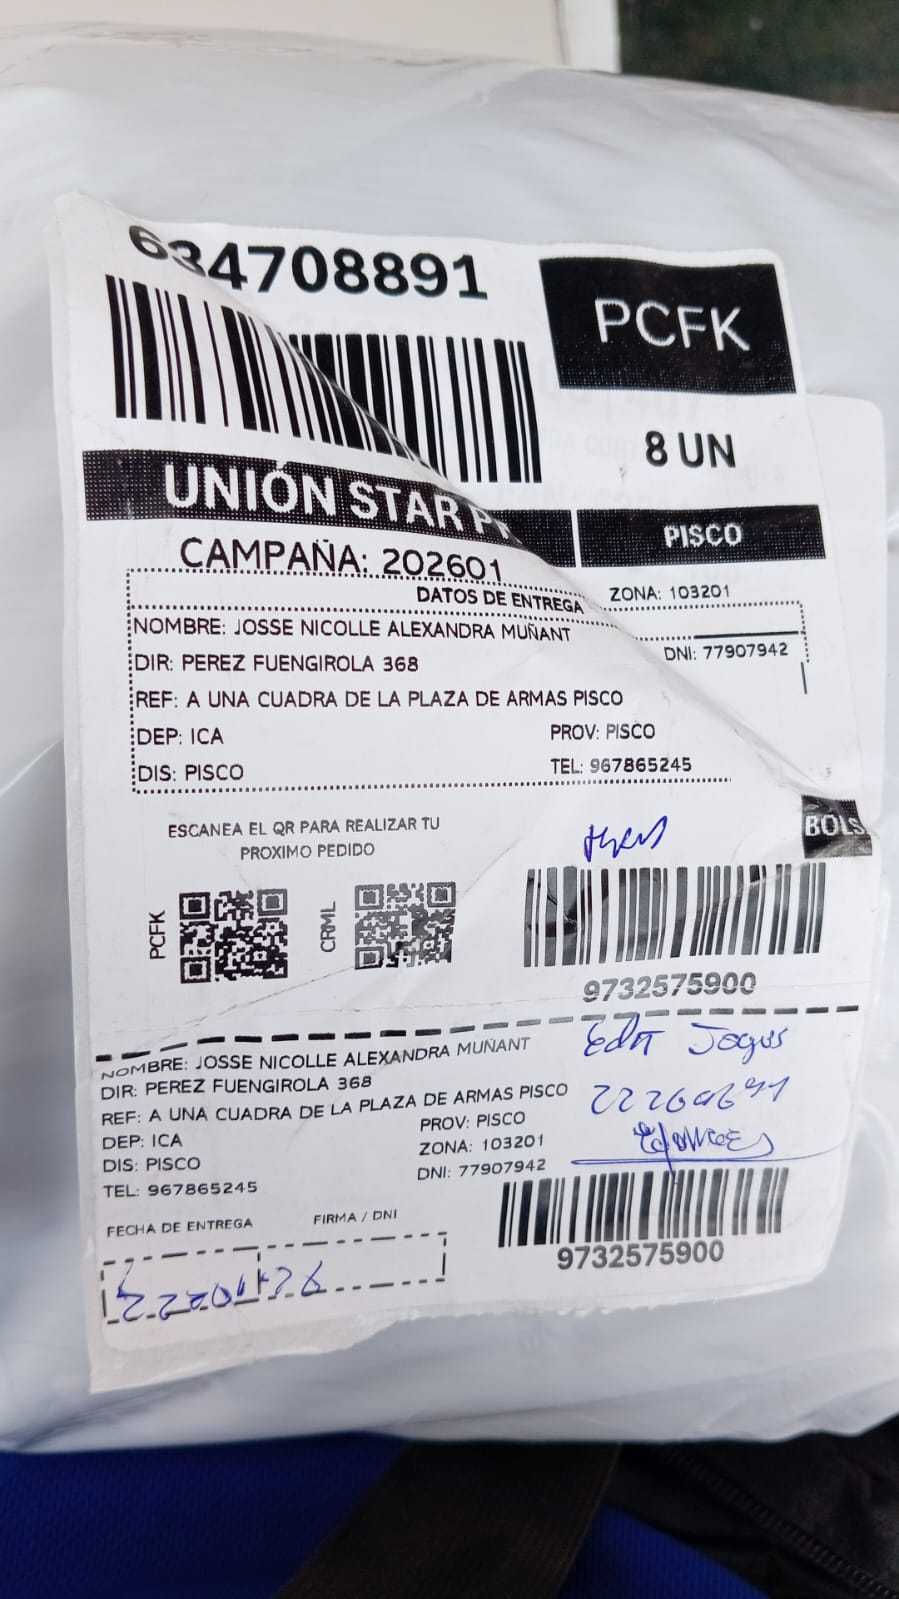 634708891
PCFK
8 UN
UNIÓN STAR
PISCO
CAMPAÑA: 202601
DATOS DE ENTREGA
ZONA: 103201
NOMBRE: JOSSE NICOLLE ALEXANDRA MUÑANT
DNI: 77907942
DIR: PEREZ FUENGIROLA 368
REF: A UNA CUADRA DE LA PLAZA DE ARMAS PISCO
DEP: ICA PROV: PISCO
DIS: PISCO TEL: 967865245
ESCANEA EL QR PARA REALIZAR TU
PROXIMO PEDIDO
BOLS
PCFK
CRML
9732575900
NOMBRE: JOSSE NICOLLE ALEXANDRA MUÑANT
DIR: PEREZ FUENGIROLA 368
REF: A UNA CUADRA DE LA PLAZA DE ARMAS PISCO
DEP: ICA PROV: PISCO
DIS: PISCO ZONA: 103201
TEL: 967865245 DNI: 77907942
FECHA DE ENTREGA FIRMA / DNI
9732575900